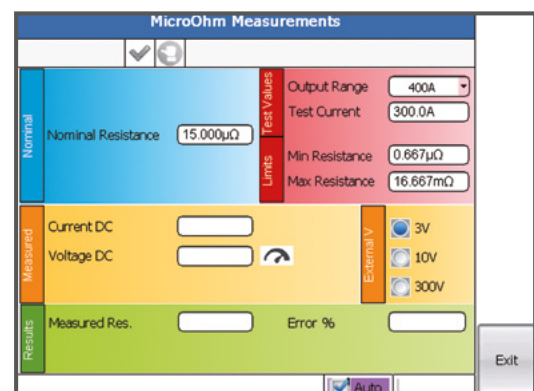 MicroOhm Measurements
Nominal
Nominal Resistance
15.000µΩ
Test Values
Output Range
400A
Test Current
300.0A
Limits
Min Resistance
0.667µΩ
Max Resistance
16.667mΩ
Measured
Current DC
Voltage DC
External V
3V
10V
300V
Results
Measured Res.
Error %
Exit
Auto